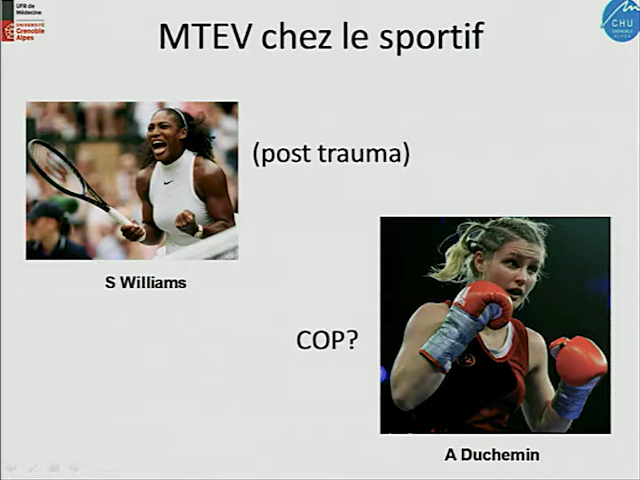 UFR de
Médecine
UNIVERSITÉ
Grenoble
Alpes
CHU
GRENOBLE
ALPES
MTEV chez le sportif
(post trauma)
S Williams
COP?
A Duchemin